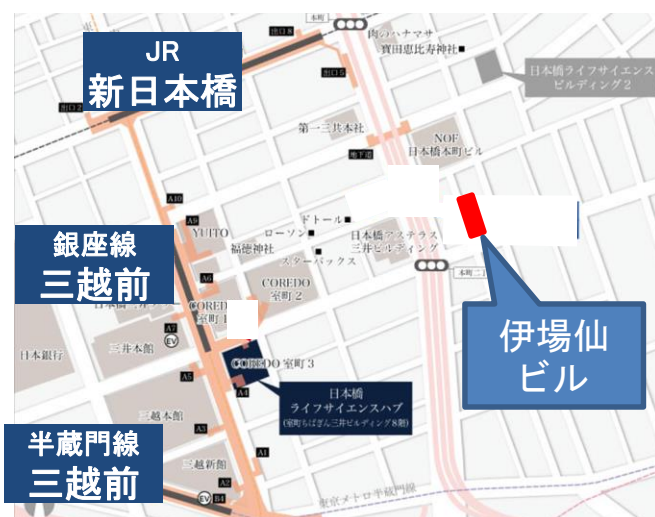 本町
肉のハナマサ
寶田恵比寿神社
出口8
JR
新日本橋
出口5
日本橋ライフサイエンス
ビルディング2
出口2
第一三共本社
NOF
日本橋本町ビル
地下道
A10
A9
YUITO
ドトール
ローソン
福徳神社
スターバックス
日本橋アステラス
三井ビルディング
銀座線
三越前
A6
COREDO
室町2
本町二丁
COREDO
室町1
伊場仙
ビル
A7
EV
三井本館
日本銀行
COREDO 室町3
A5
A4
日本橋
ライフサイエンスハブ
(室町ちばぎん三井ビルディング8階)
三越本館
A3
半蔵門線
三越前
A1
三越新館
A2
EV
B4
東京メトロ半蔵門線